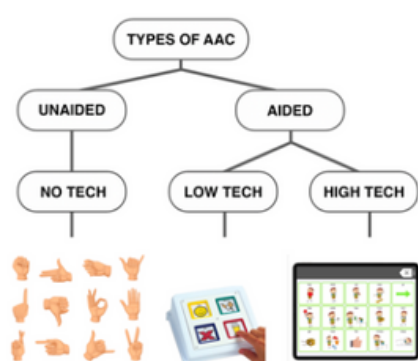 TYPES OF AAC
UNAIDED
AIDED
NO TECH
LOW TECH
HIGH TECH